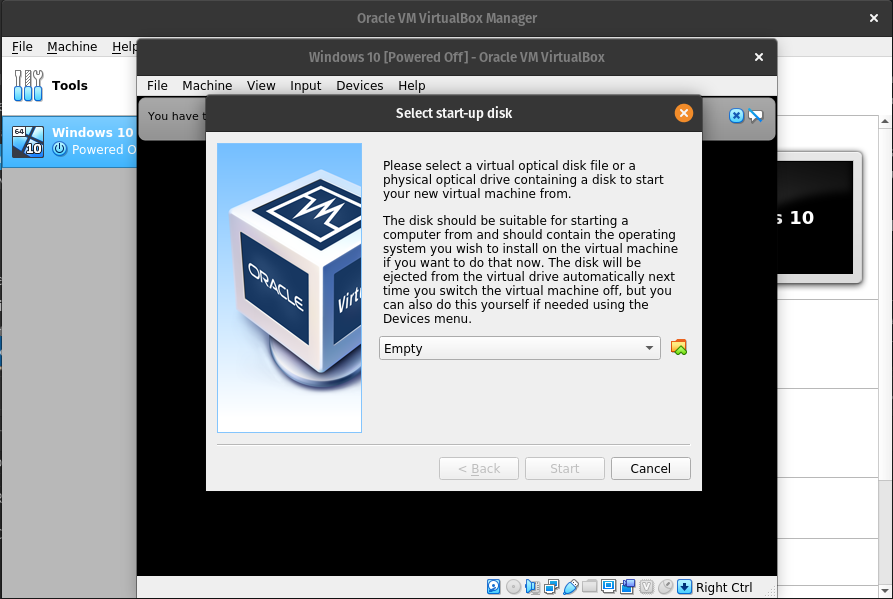 Oracle VM VirtualBox Manager
File Machine Help
Tools
64
10
Windows 10
Powered O
Windows 10 [Powered Off] - Oracle VM VirtualBox
File Machine View Input Devices Help
You have t
s 10
Select start-up disk
ORACLE
Virt
Please select a virtual optical disk file or a
physical optical drive containing a disk to start
your new virtual machine from.
The disk should be suitable for starting a
computer from and should contain the operating
system you wish to install on the virtual machine
if you want to do that now. The disk will be
ejected from the virtual drive automatically next
time you switch the virtual machine off, but you
can also do this yourself if needed using the
Devices menu.
Empty
< Back Start Cancel
Right Ctrl